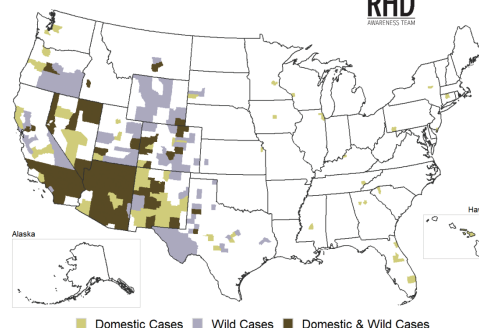 RHD
AWARENESS TEAM
Alaska
Domestic Cases Wild Cases Domestic & Wild Cases